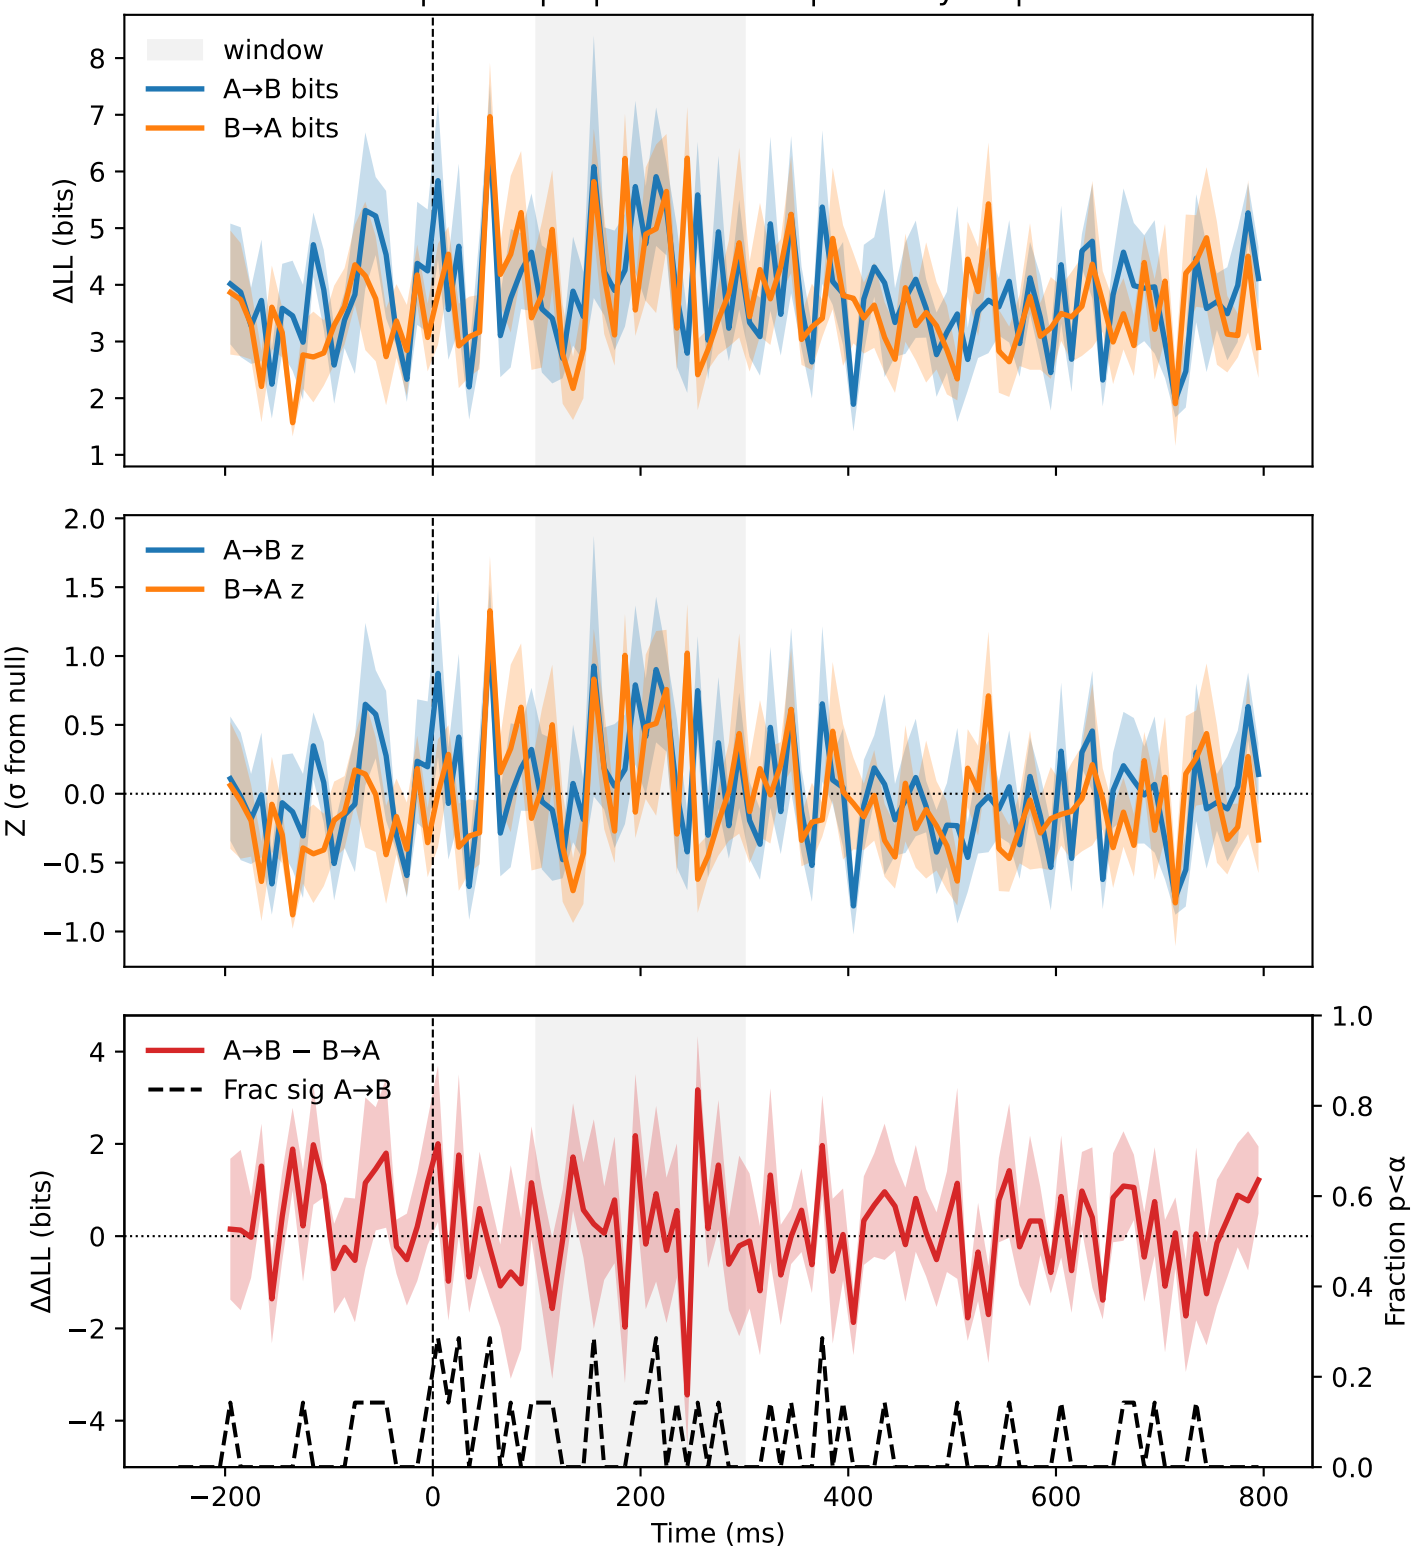 8
7
6
5
4
3
2
1
ΔLL (bits)
window
A→B bits
B→A bits
2.0
1.5
1.0
0.5
0.0
−0.5
−1.0
Z (σ from null)
A→B z
B→A z
4
2
0
−2
−4
ΔΔLL (bits)
A→B − B→A
Frac sig A→B
1.0
0.8
0.6
0.4
0.2
0.0
Fraction p<α
−200 0 200 400 600 800
Time (ms)